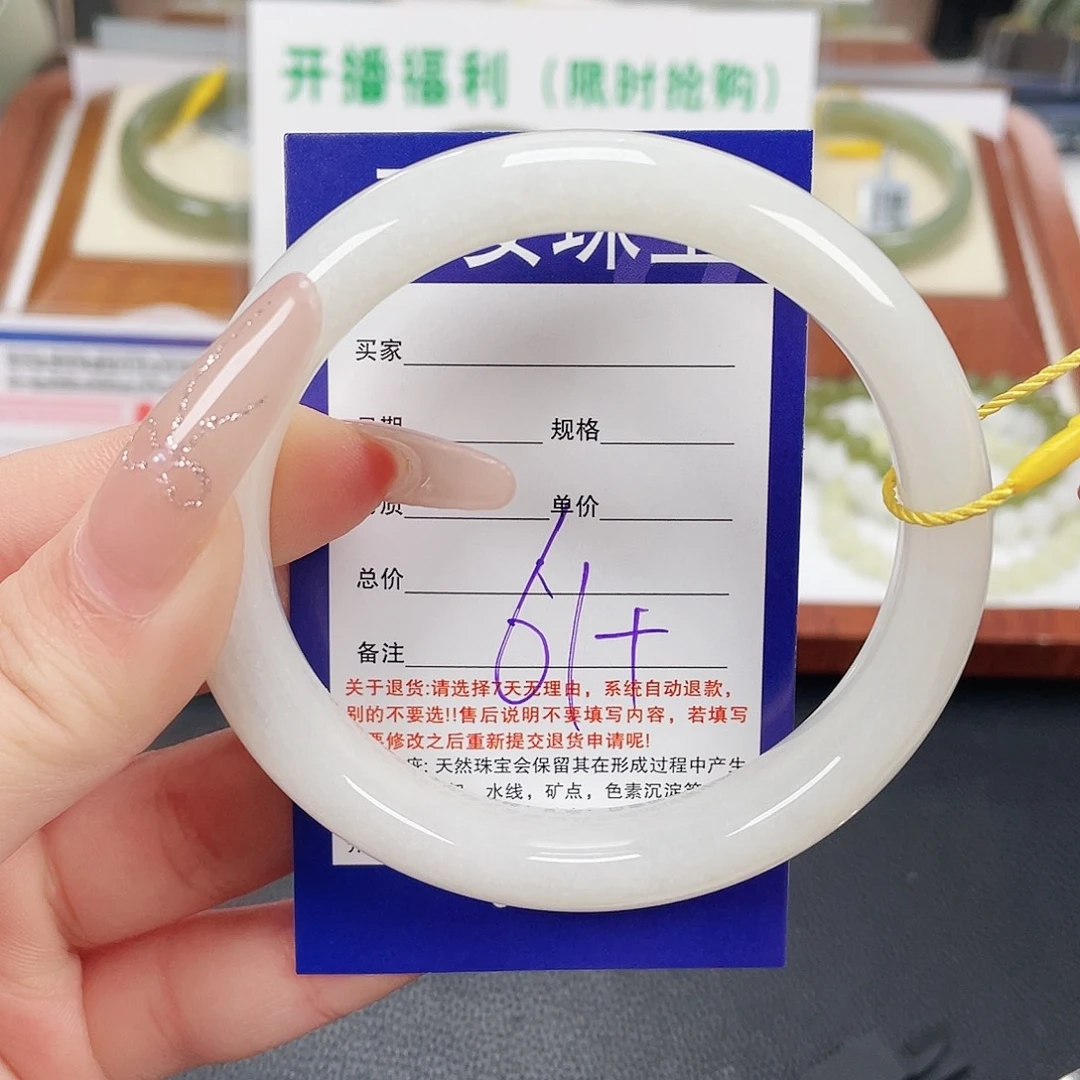 开播福利（限时抢购）
珠
买家
规格
单价
总价
61+
备注
关于退货:请选择7天无理由，系统自动退款，
别的不要选!!售后说明不要填写内容，若填写
修改之后重新提交退货申请呢!
天然珠宝会保留其在形成过程中产生
水线，矿点，色素沉淀